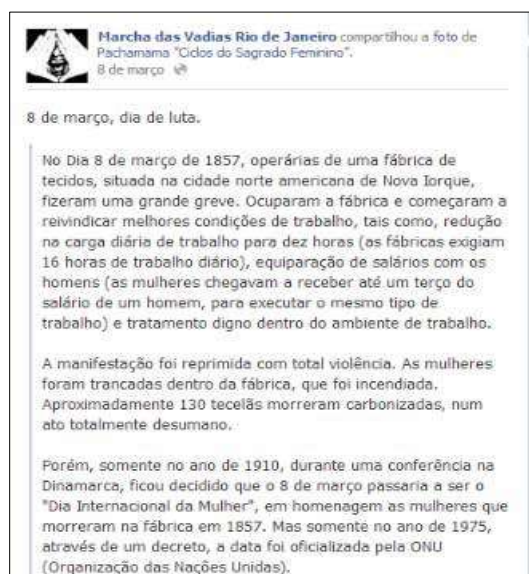 Marcha das Vadias Rio de Janeiro compartilhou a foto de
Pachamama "Ciclos do Sagrado Feminino".
8 de março
8 de março, dia de luta.
No Dia 8 de março de 1857, operárias de uma fábrica de
tecidos, situada na cidade norte americana de Nova Iorque,
fizeram uma grande greve. Ocuparam a fábrica e começaram a
reivindicar melhores condições de trabalho, tais como, redução
na carga diária de trabalho para dez horas (as fábricas exigiam
16 horas de trabalho diário), equiparação de salários com os
homens (as mulheres chegavam a receber até um terço do
salário de um homem, para executar o mesmo tipo de
trabalho) e tratamento digno dentro do ambiente de trabalho.
A manifestação foi reprimida com total violência. As mulheres
foram trancadas dentro da fábrica, que foi incendiada.
Aproximadamente 130 tecelãs morreram carbonizadas, num
ato totalmente desumano.
Porém, somente no ano de 1910, durante uma conferência na
Dinamarca, ficou decidido que o 8 de março passaria a ser o
"Dia Internacional da Mulher", em homenagem as mulheres que
morreram na fábrica em 1857. Mas somente no ano de 1975,
através de um decreto, a data foi oficializada pela ONU
(Organização das Nações Unidas).